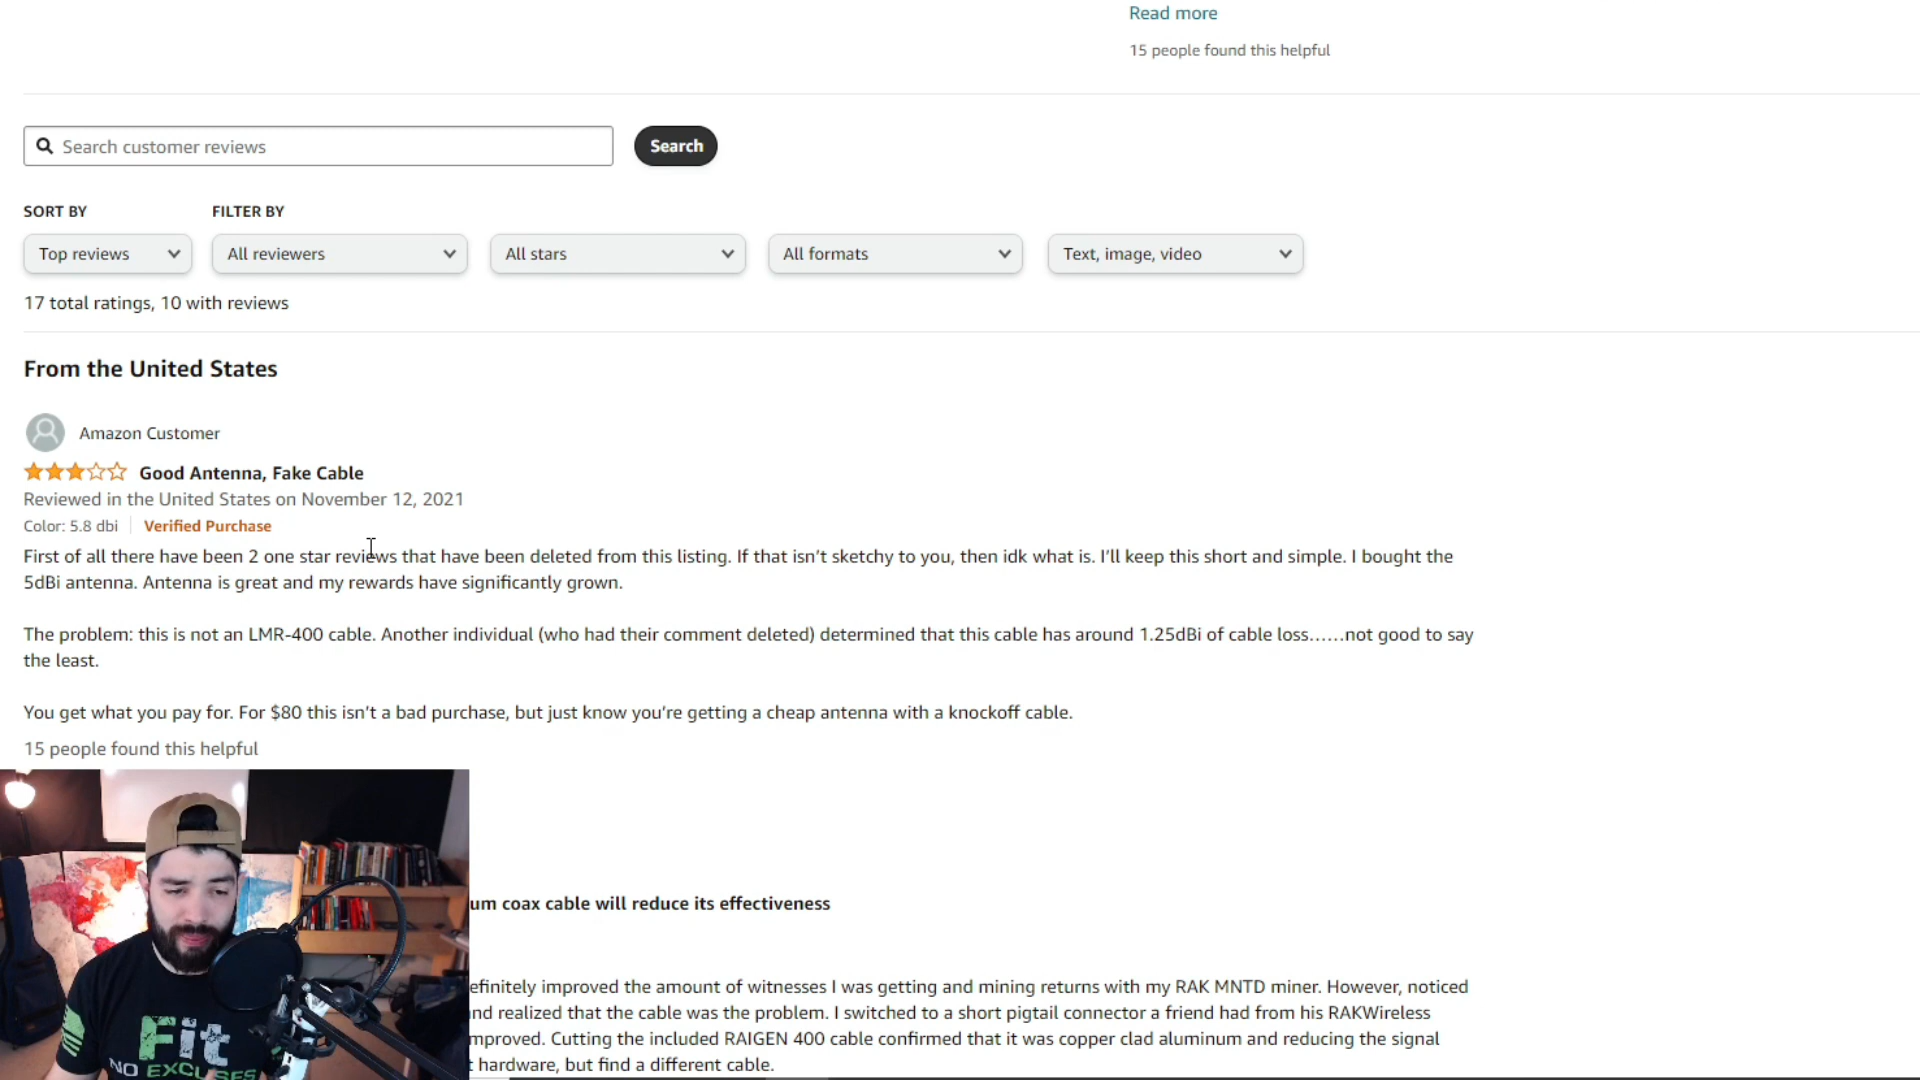 Read more
15 people found this helpful
Search customer reviews
Search
SORT BY
FILTER BY
Top reviews
All reviewers
All stars
All formats
Text, image, video
17 total ratings, 10 with reviews
From the United States
Amazon Customer
Good Antenna, Fake Cable
Reviewed in the United States on November 12, 2021
Color: 5.8 dbi
Verified Purchase
First of all there have been 2 one star reviews that have been deleted from this listing. If that isn't sketchy to you, then idk what is. I'll keep this short and simple. I bought the
5dBi antenna. Antenna is great and my rewards have significantly grown.
The problem: this is not an LMR-400 cable. Another individual (who had their comment deleted) determined that this cable has around 1.25dBi of cable loss......not good to say
the least.
You get what you pay for. For $80 this isn't a bad purchase, but just know you're getting a cheap antenna with a knockoff cable.
15 people found this helpful
um coax cable will reduce its effectiveness
efinitely improved the amount of witnesses I was getting and mining returns with my RAK MNTD miner. However, noticed
nd realized that the cable was the problem. I switched to a short pigtail connector a friend had from his RAKWireless
mproved. Cutting the included RAIGEN 400 cable confirmed that it was copper clad aluminum and reducing the signal
t hardware, but find a different cable.
Fit
NO EXCUSES